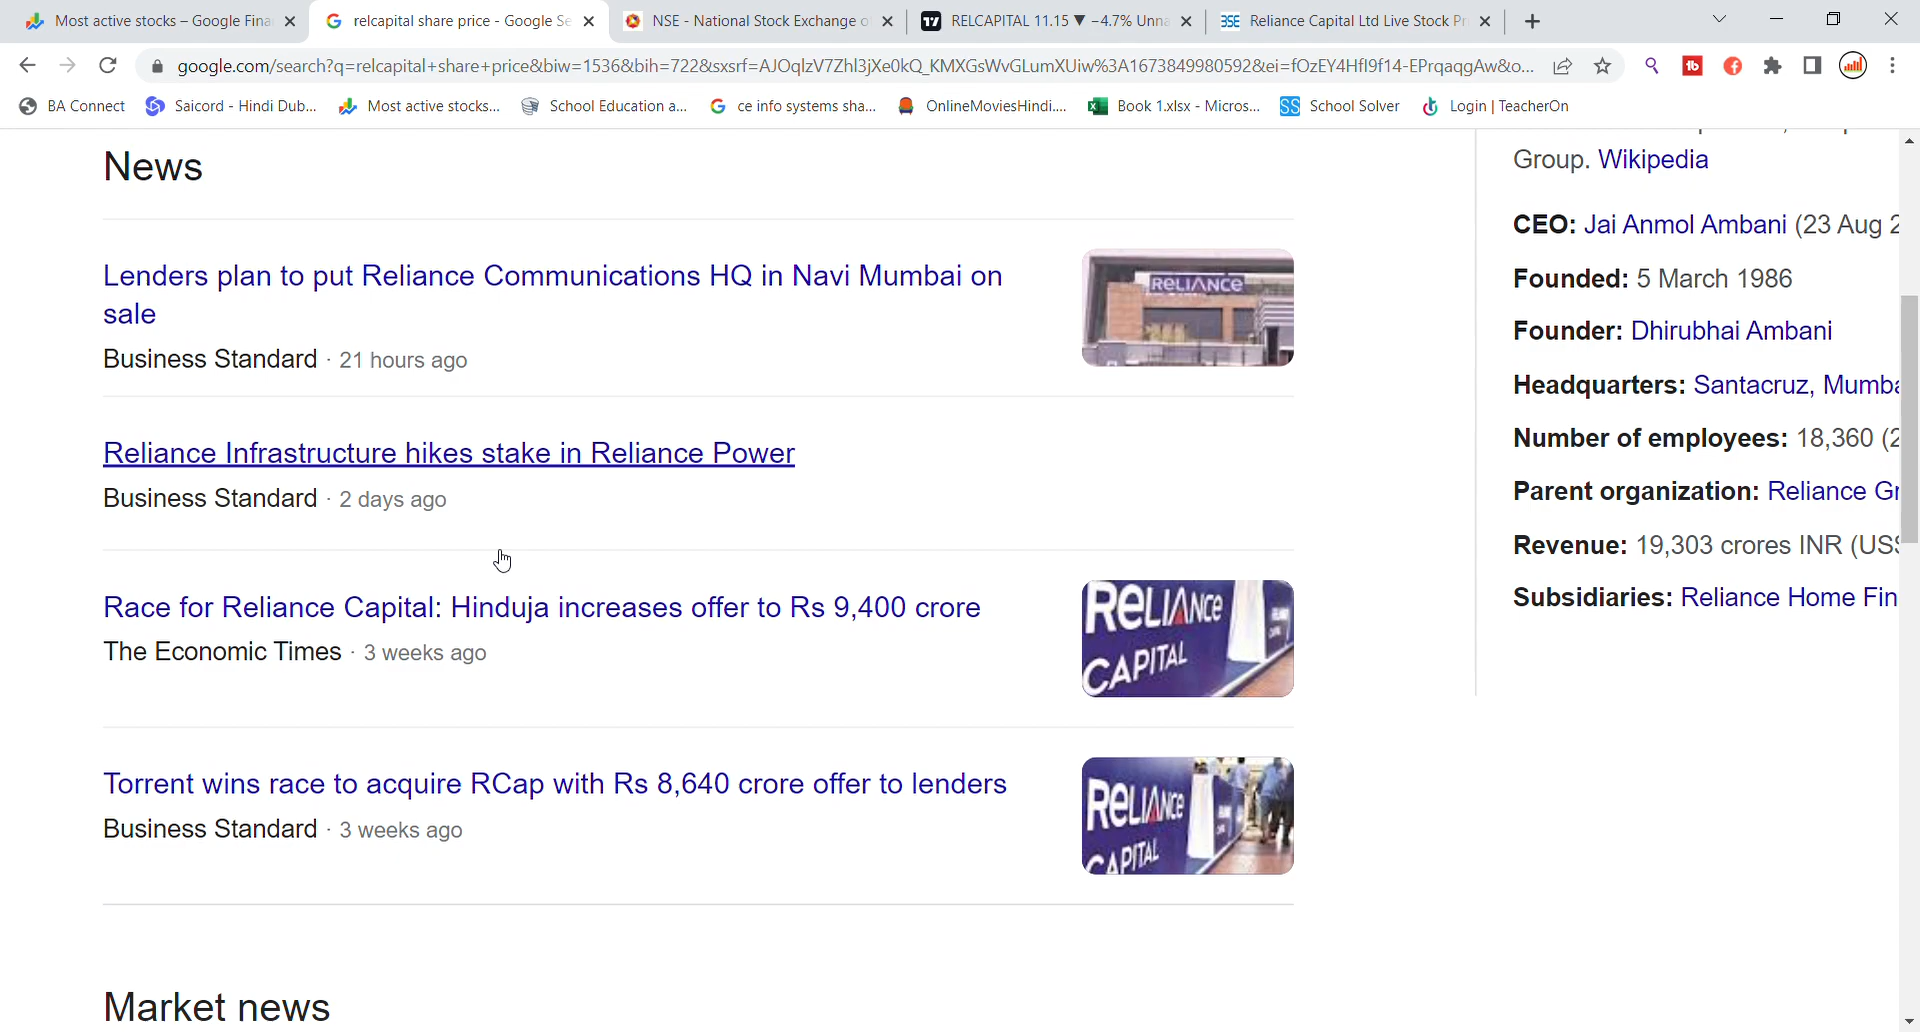 Most active stocks – Google Fina
relcapital share price - Google Se
NSE - National Stock Exchange o
RELCAPITAL 11.15 ▼ −4.7% Unna
Reliance Capital Ltd Live Stock Pr
google.com/search?q=relcapital+share+price&biw=1536&bih=722&sxsrf=AJOqlzV7Zhl3jXe0kQ_KMXGsWvGLumXUiw%3A1673849980592&ei=fOzEY4HfI9f14-EPrqaqgAw&o...
BA Connect
Saicord - Hindi Dub...
Most active stocks...
School Education a...
ce info systems sha...
OnlineMoviesHindi....
Book 1.xlsx - Micros...
School Solver
Login | TeacherOn
News
Lenders plan to put Reliance Communications HQ in Navi Mumbai on
sale
Business Standard · 21 hours ago
RELIANCE
Reliance Infrastructure hikes stake in Reliance Power
Business Standard · 2 days ago
Race for Reliance Capital: Hinduja increases offer to Rs 9,400 crore
The Economic Times · 3 weeks ago
RELIANCE
CAPITAL
Torrent wins race to acquire RCap with Rs 8,640 crore offer to lenders
Business Standard · 3 weeks ago
RELIANCE
CAPITAL
Market news
Group. Wikipedia
CEO: Jai Anmol Ambani (23 Aug 2
Founded: 5 March 1986
Founder: Dhirubhai Ambani
Headquarters: Santacruz, Mumba
Number of employees: 18,360 (2
Parent organization: Reliance Gr
Revenue: 19,303 crores INR (US$
Subsidiaries: Reliance Home Fin